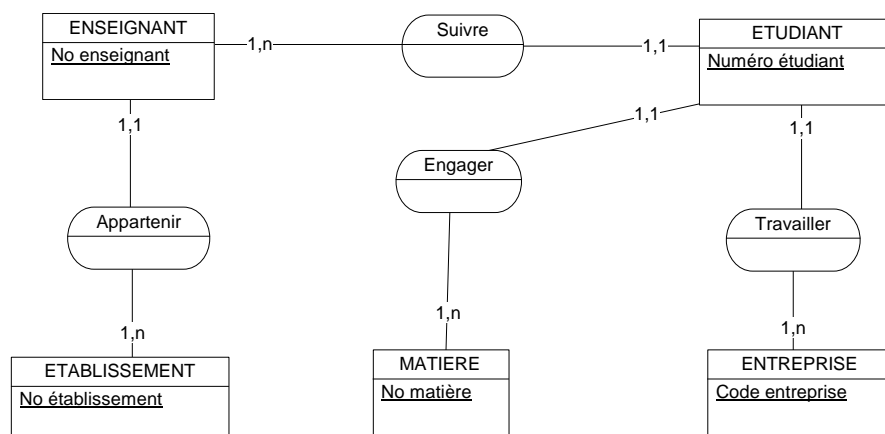 ENSEIGNANT
No enseignant
1,n
Suivre
1,1
ETUDIANT
Numéro étudiant
1,1
Appartenir
1,n
ETABLISSEMENT
No établissement
1,1
Engager
1,n
MATIERE
No matière
1,1
Travailler
1,n
ENTREPRISE
Code entreprise